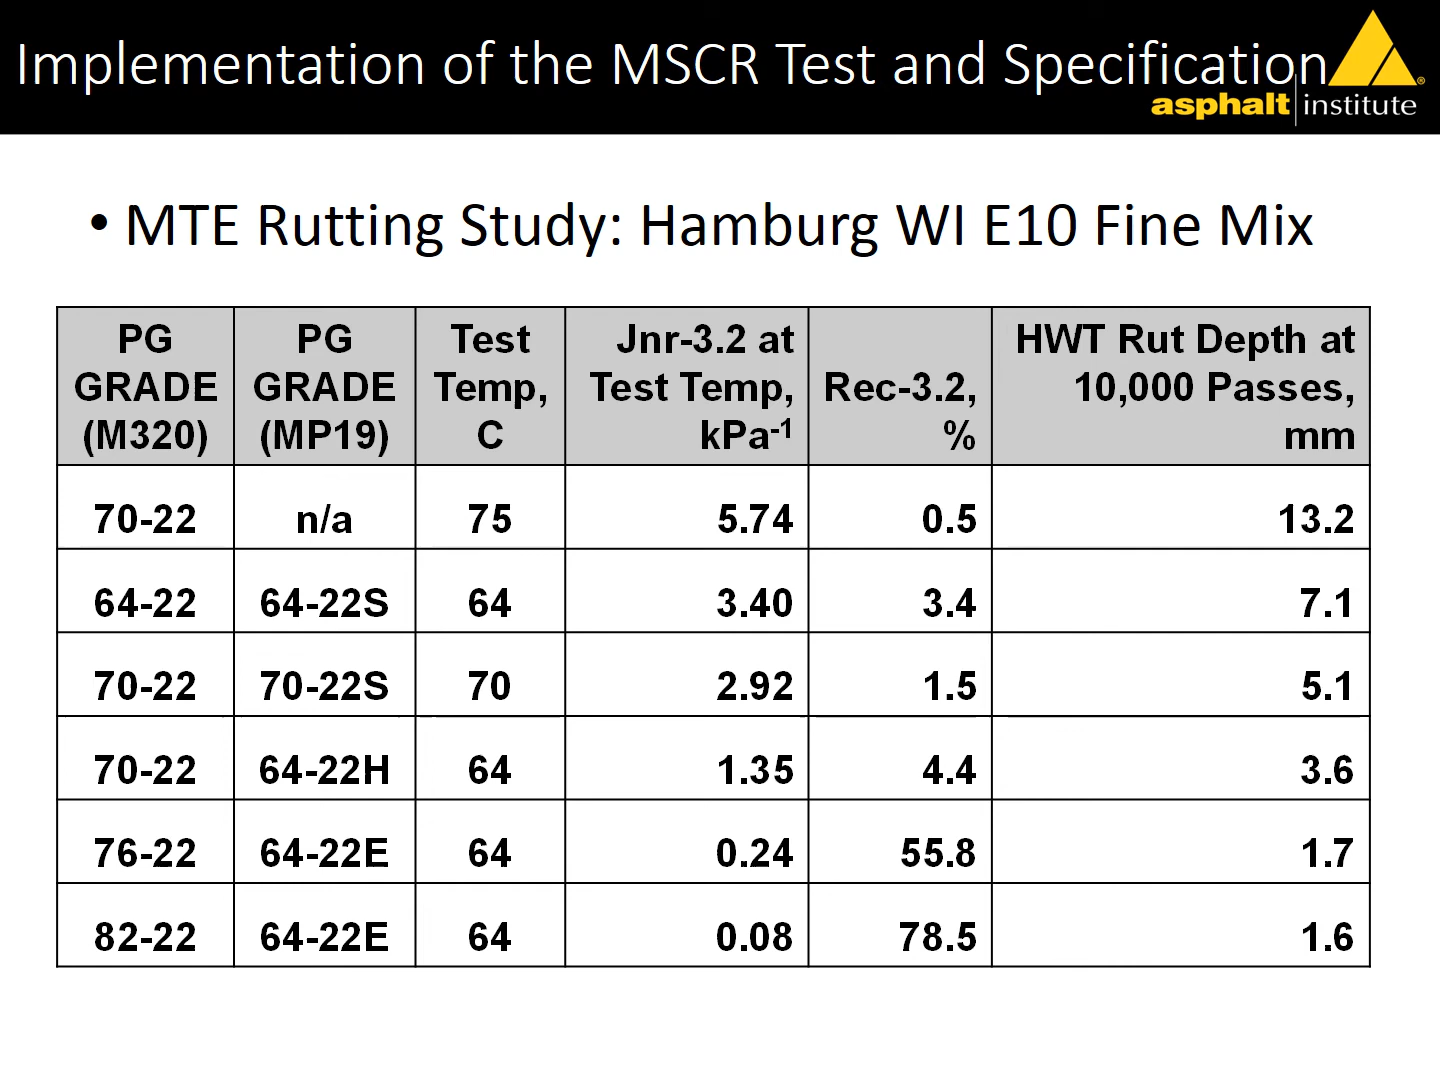 Implementation of the MSCR Test and Specification
asphalt institute
®
• MTE Rutting Study: Hamburg WI E10 Fine Mix
PG GRADE (M320) PG GRADE (MP19) Test Temp, C Jnr-3.2 at Test Temp, kPa-1 Rec-3.2, % HWT Rut Depth at 10,000 Passes, mm
70-22 n/a 75 5.74 0.5 13.2
64-22 64-22S 64 3.40 3.4 7.1
70-22 70-22S 70 2.92 1.5 5.1
70-22 64-22H 64 1.35 4.4 3.6
76-22 64-22E 64 0.24 55.8 1.7
82-22 64-22E 64 0.08 78.5 1.6